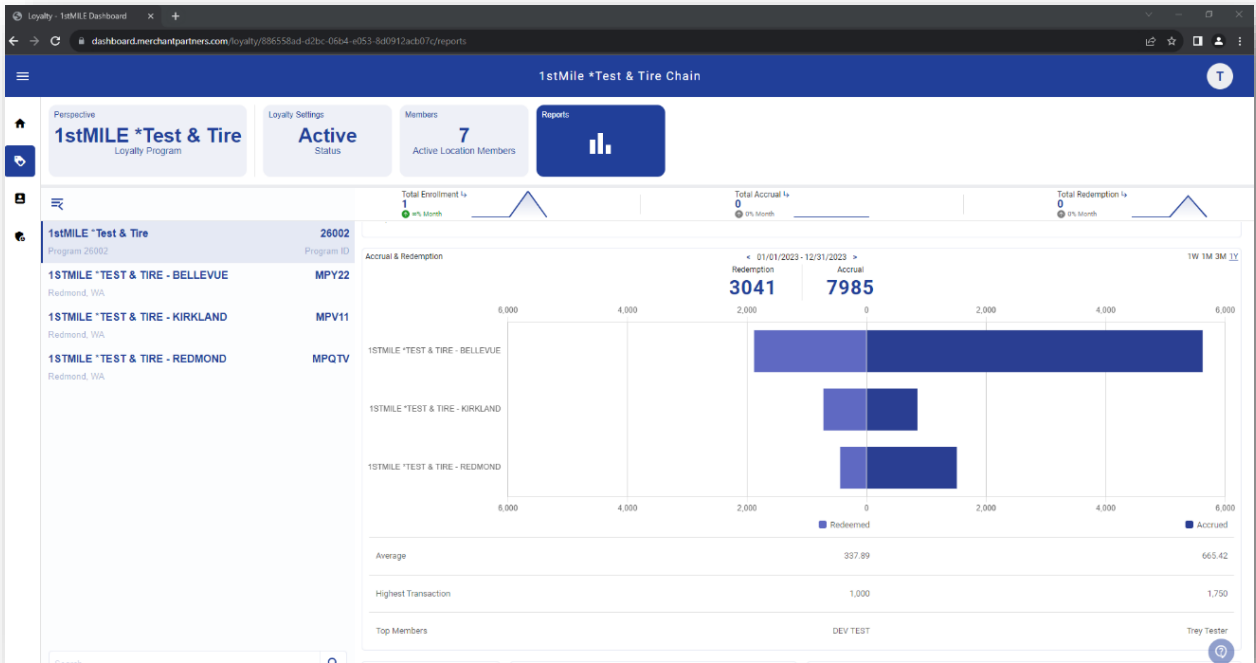 Loyalty - 1stMILE Dashboard
dashboard.merchantpartners.com/loyalty/886558ad-d2bc-06b4-e053-8d0912acb07c/reports
1stMile *Test & Tire Chain
T
Perspective
1stMILE *Test & Tire
Loyalty Program
Loyalty Settings
Active
Status
Members
7
Active Location Members
Reports
Total Enrollment
1
∞% Month
Total Accrual
0
0% Month
Total Redemption
0
0% Month
1stMILE *Test & Tire 26002
Program 26002 Program ID
1STMILE *TEST & TIRE - BELLEVUE MPY22
Redmond, WA
1STMILE *TEST & TIRE - KIRKLAND MPV11
Redmond, WA
1STMILE *TEST & TIRE - REDMOND MPQTV
Redmond, WA
Accrual & Redemption
< 01/01/2023 - 12/31/2023 >
1W 1M 3M 1Y
Redemption Accrual
3041 7985
6,000 4,000 2,000 0 2,000 4,000 6,000
1STMILE *TEST & TIRE - BELLEVUE
1STMILE *TEST & TIRE - KIRKLAND
1STMILE *TEST & TIRE - REDMOND
6,000 4,000 2,000 0 2,000 4,000 6,000
Redeemed Accrued
Average 337.89 665.42
Highest Transaction 1,000 1,750
Top Members DEV TEST Trey Tester